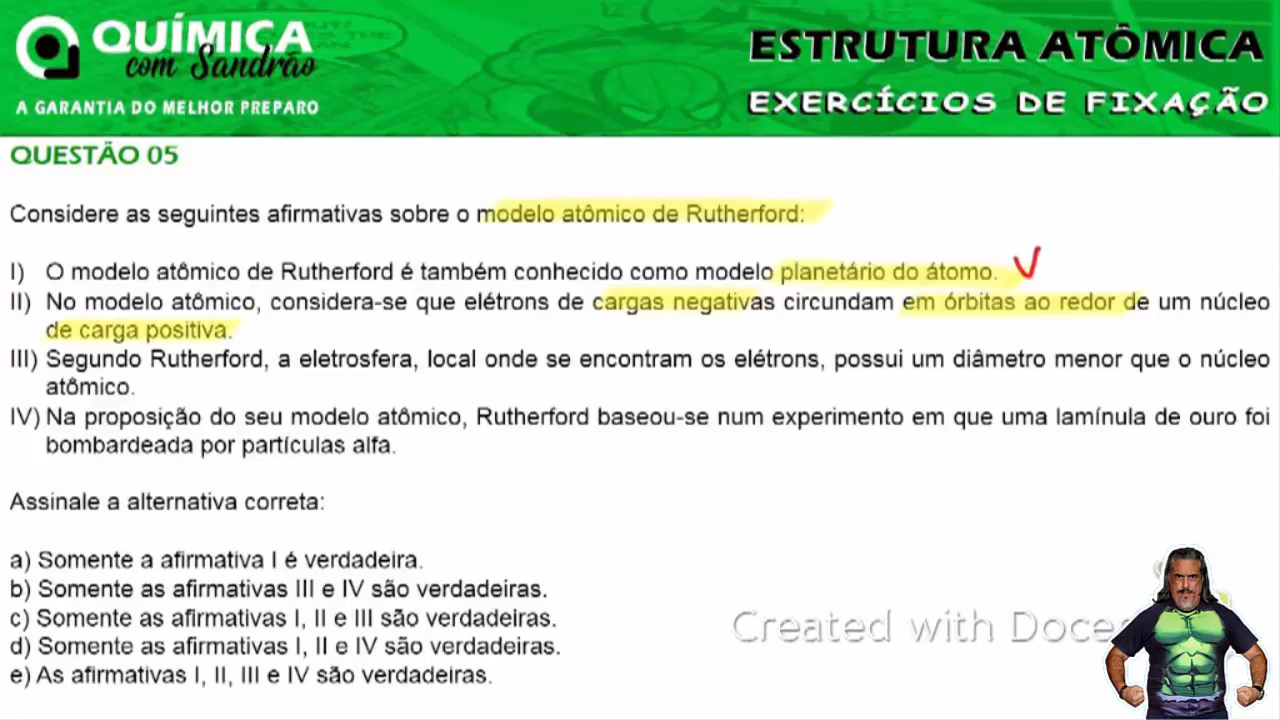 QUÍMICA
com Sandrão
A GARANTIA DO MELHOR PREPARO
ESTRUTURA ATÔMICA
EXERCÍCIOS DE FIXAÇÃO
QUESTÃO 05
Considere as seguintes afirmativas sobre o modelo atômico de Rutherford:
I) O modelo atômico de Rutherford é também conhecido como modelo planetário do átomo.
II) No modelo atômico, considera-se que elétrons de cargas negativas circundam em órbitas ao redor de um núcleo
de carga positiva.
III) Segundo Rutherford, a eletrosfera, local onde se encontram os elétrons, possui um diâmetro menor que o núcleo
atômico.
IV) Na proposição do seu modelo atômico, Rutherford baseou-se num experimento em que uma lamínula de ouro foi
bombardeada por partículas alfa.
Assinale a alternativa correta:
a) Somente a afirmativa I é verdadeira.
b) Somente as afirmativas III e IV são verdadeiras.
c) Somente as afirmativas I, II e III são verdadeiras.
d) Somente as afirmativas I, II e IV são verdadeiras.
e) As afirmativas I, II, III e IV são verdadeiras.
Created with